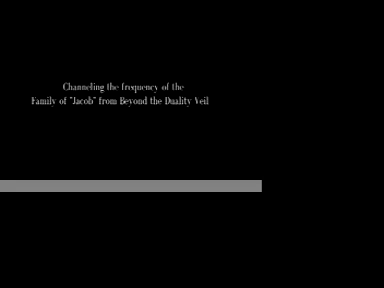 Channeling the frequency of the
Family of "Jacob" from Beyond the Duality Veil